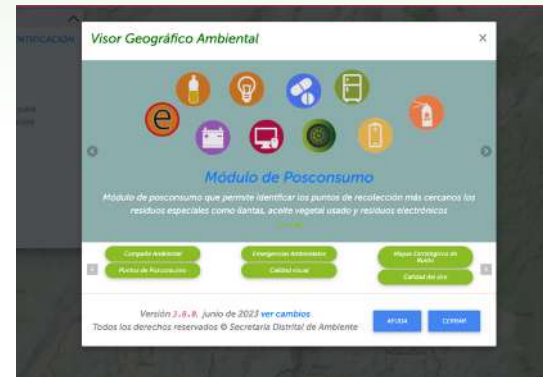 Visor Geográfico Ambiental
×
e
Módulo de Posconsumo
Módulo de posconsumo que permite identificar los puntos de recolección más cercanos los
residuos especiales como llantas, aceite vegetal usado y residuos electrónicos
Emergencias Ambientales
Puntos de Posconsumo
Calidad visual
Calidad del aire
Versión 3.8.0, junio de 2023 ver cambios
Todos los derechos reservados © Secretaría Distrital de Ambiente
AYUDA
CERRAR